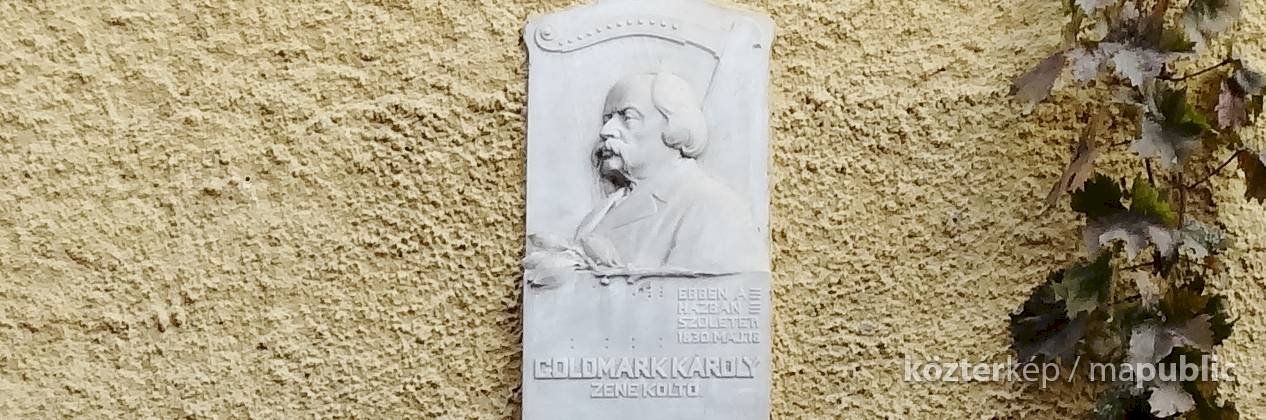 EBBEN A
HÁZBAN
SZÜLETETT
1830.MÁJ.18
GOLDMARK KÁROLY
ZENE KÖLTŐ
köztérkép / mapublic